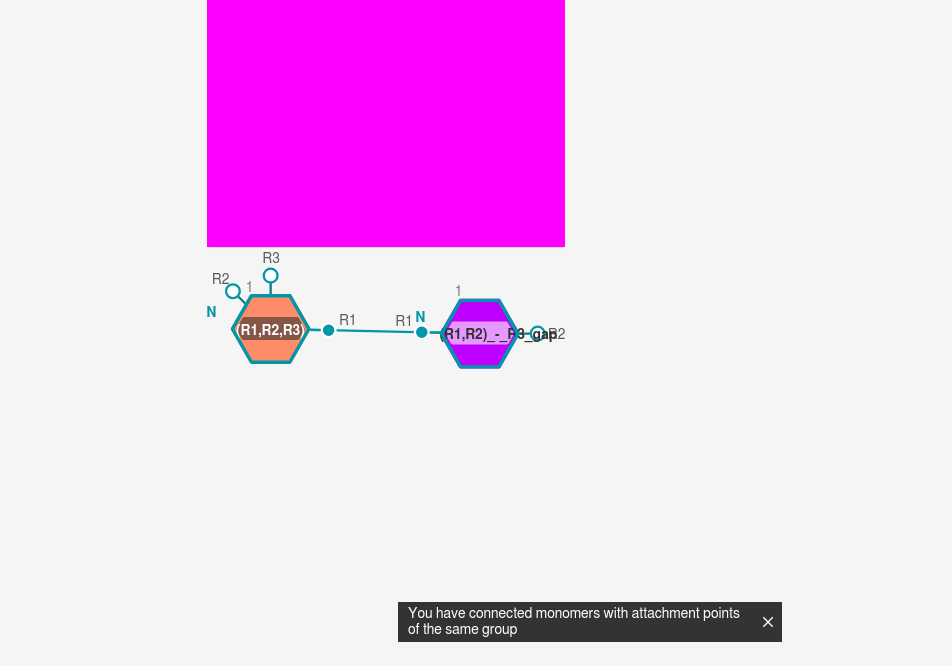 R3
R2
1
N
(R1,R2,R3)
R1
R1
N
1
(R1,R2)_-_R3_gap
R2
You have connected monomers with attachment points
of the same group